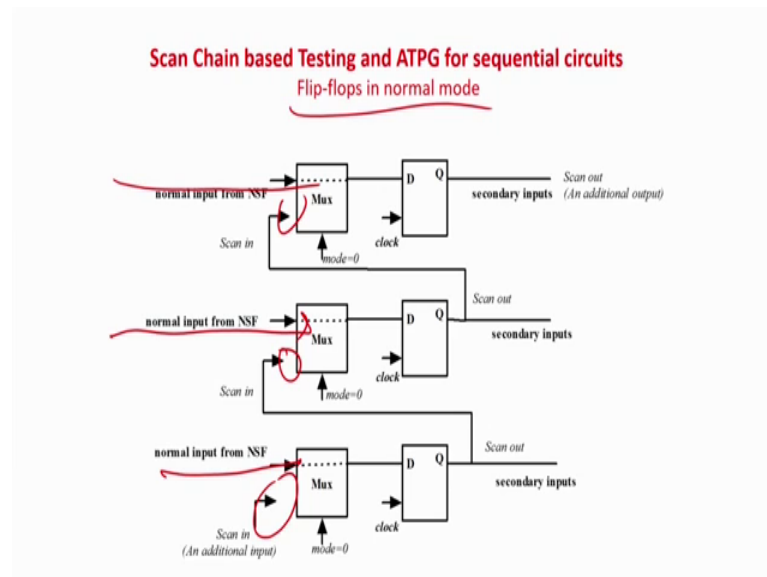 Scan Chain based Testing and ATPG for sequential circuits
Flip-flops in normal mode
normal input from NSF
Mux
D
Q
secondary inputs
Scan out
(An additional output)
Scan in
mode=0
clock
Scan out
normal input from NSF
Mux
D
Q
secondary inputs
Scan in
mode=0
clock
Scan out
normal input from NSF
Mux
D
Q
secondary inputs
Scan in
(An additional input)
mode=0
clock